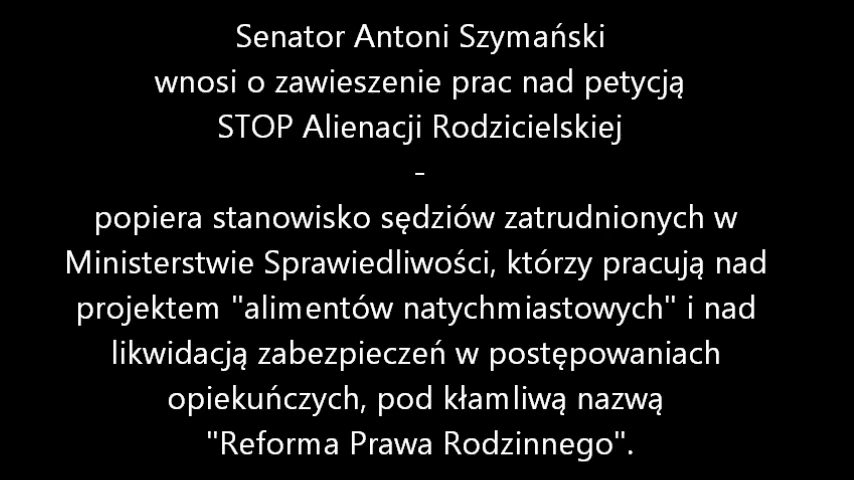 Senator Antoni Szymański
wnosi o zawieszenie prac nad petycją
STOP Alienacji Rodzicielskiej
-
popiera stanowisko sędziów zatrudnionych w
Ministerstwie Sprawiedliwości, którzy pracują nad
projektem "alimentów natychmiastowych" i nad
likwidacją zabezpieczeń w postępowaniach
opiekuńczych, pod kłamliwą nazwą
"Reforma Prawa Rodzinnego".